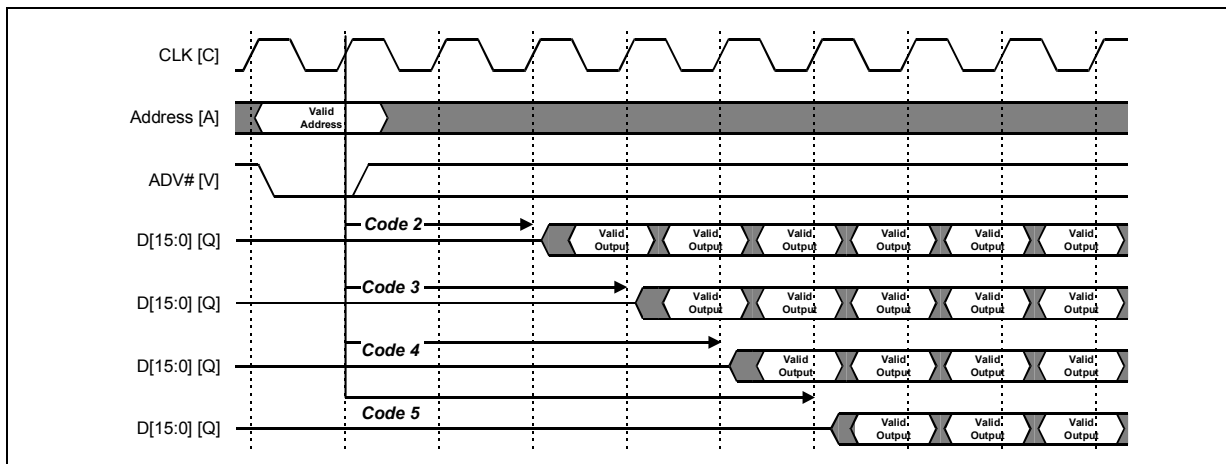 CLK [C]
Address [A]
Valid
Address
ADV# [V]
Code 2
D[15:0] [Q]
Valid
Output
Valid
Output
Valid
Output
Valid
Output
Valid
Output
Valid
Output
Code 3
D[15:0] [Q]
Valid
Output
Valid
Output
Valid
Output
Valid
Output
Valid
Output
Code 4
D[15:0] [Q]
Valid
Output
Valid
Output
Valid
Output
Valid
Output
Code 5
D[15:0] [Q]
Valid
Output
Valid
Output
Valid
Output